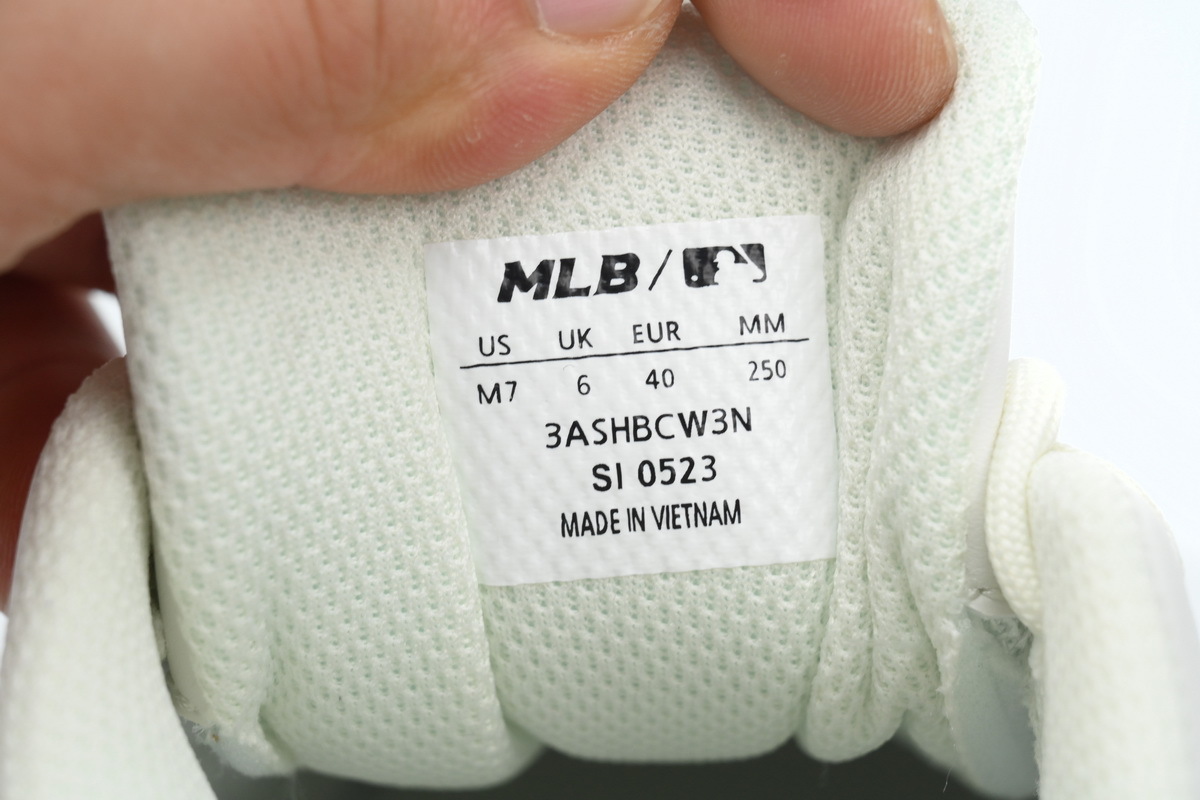 MLB /
US UK EUR MM
M7 6 40 250
3ASHBCW3N
SI 0523
MADE IN VIETNAM